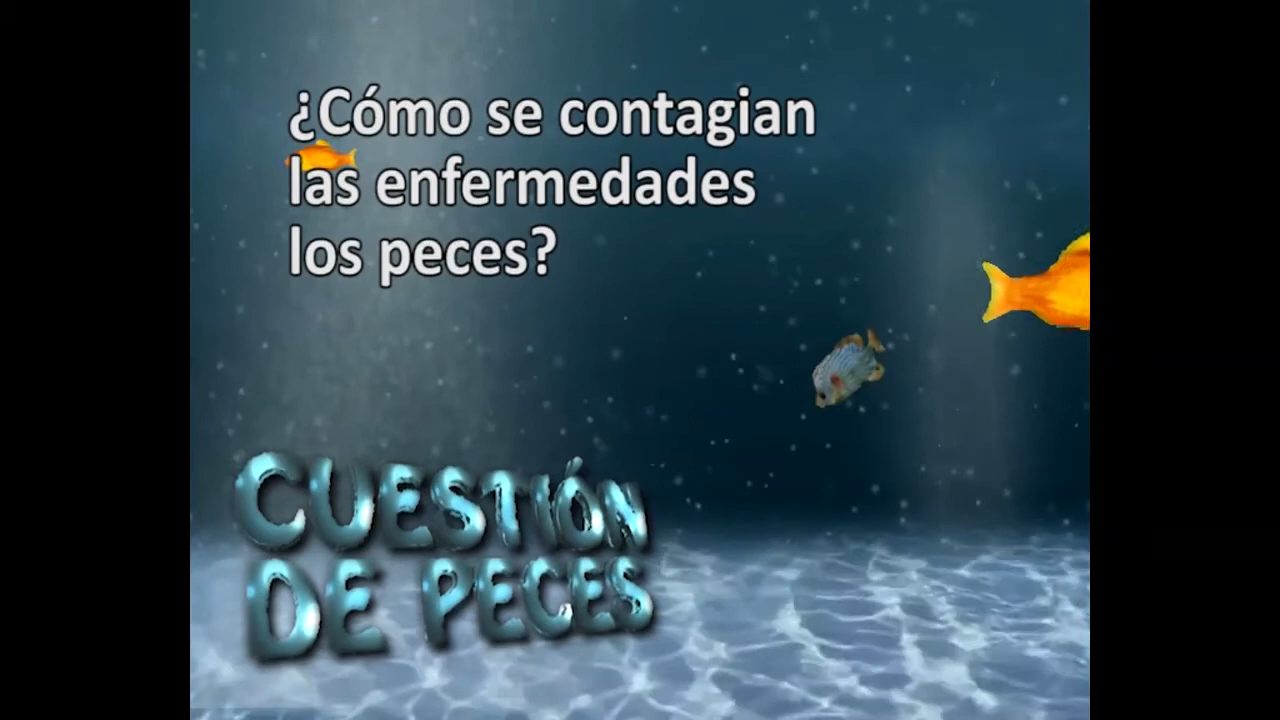 ¿Cómo se contagian
las enfermedades
los peces?
CUESTIÓN
DE PECES